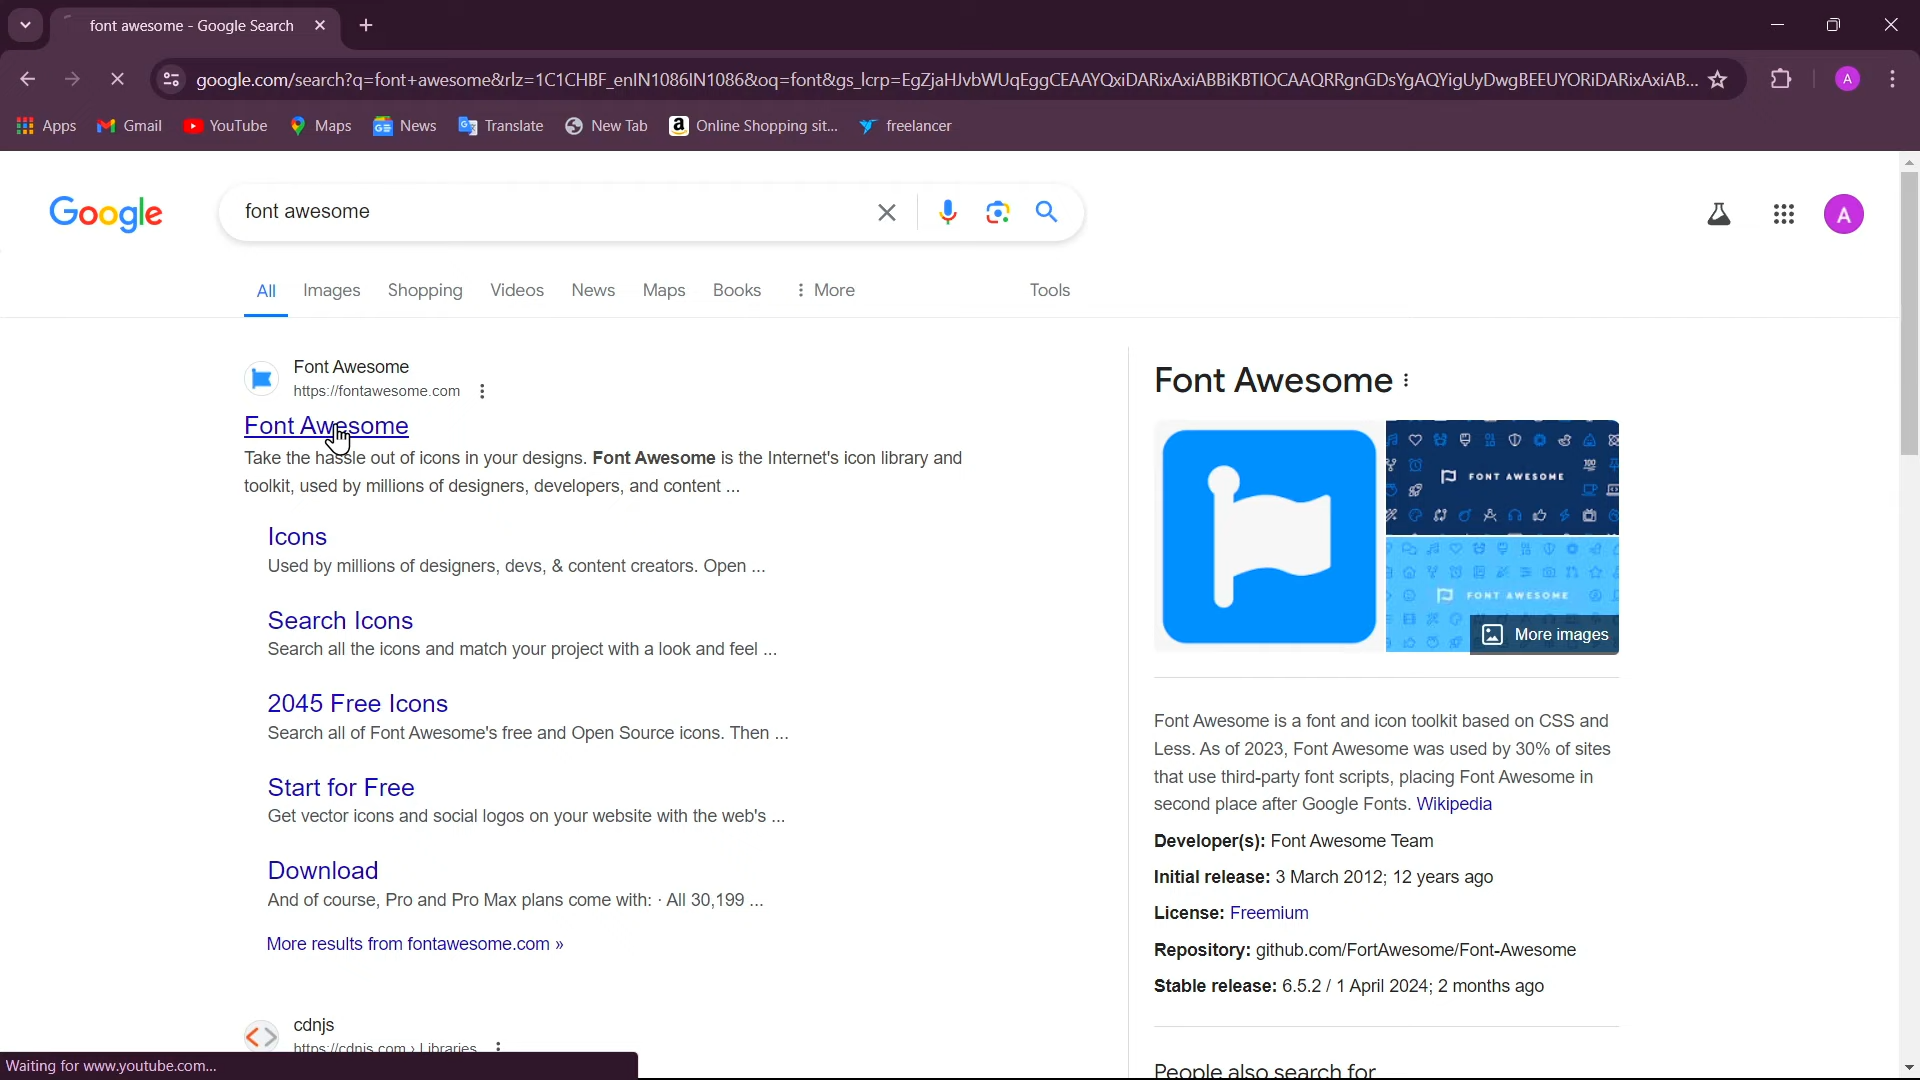 font awesome - Google Search
google.com/search?q=font+awesome&rlz=1C1CHBF_enIN1086IN1086&oq=font&gs_lcrp=EgZjaHJvbWUqEggCEAAYQxiDARixAxiABBiKBTIOCAAQRRgnGDsYgAQYigUyDwgBEEUYORiDARixAxiAB...
Apps Gmail YouTube Maps News Translate New Tab Online Shopping sit... freelancer
Google font awesome A
All Images Shopping Videos News Maps Books More Tools
Font Awesome
https://fontawesome.com
Font Awesome
Take the hassle out of icons in your designs. Font Awesome is the Internet's icon library and
toolkit, used by millions of designers, developers, and content ...
Icons
Used by millions of designers, devs, & content creators. Open ...
Search Icons
Search all the icons and match your project with a look and feel ...
2045 Free Icons
Search all of Font Awesome's free and Open Source icons. Then ...
Start for Free
Get vector icons and social logos on your website with the web's ...
Download
And of course, Pro and Pro Max plans come with: · All 30,199 ...
More results from fontawesome.com »
cdnjs
https://cdnjs.com › Libraries
Waiting for www.youtube.com...
Font Awesome
FONT AWESOME
FONT AWESOME
More images
Font Awesome is a font and icon toolkit based on CSS and
Less. As of 2023, Font Awesome was used by 30% of sites
that use third-party font scripts, placing Font Awesome in
second place after Google Fonts. Wikipedia
Developer(s): Font Awesome Team
Initial release: 3 March 2012; 12 years ago
License: Freemium
Repository: github.com/FortAwesome/Font-Awesome
Stable release: 6.5.2 / 1 April 2024; 2 months ago
People also search for